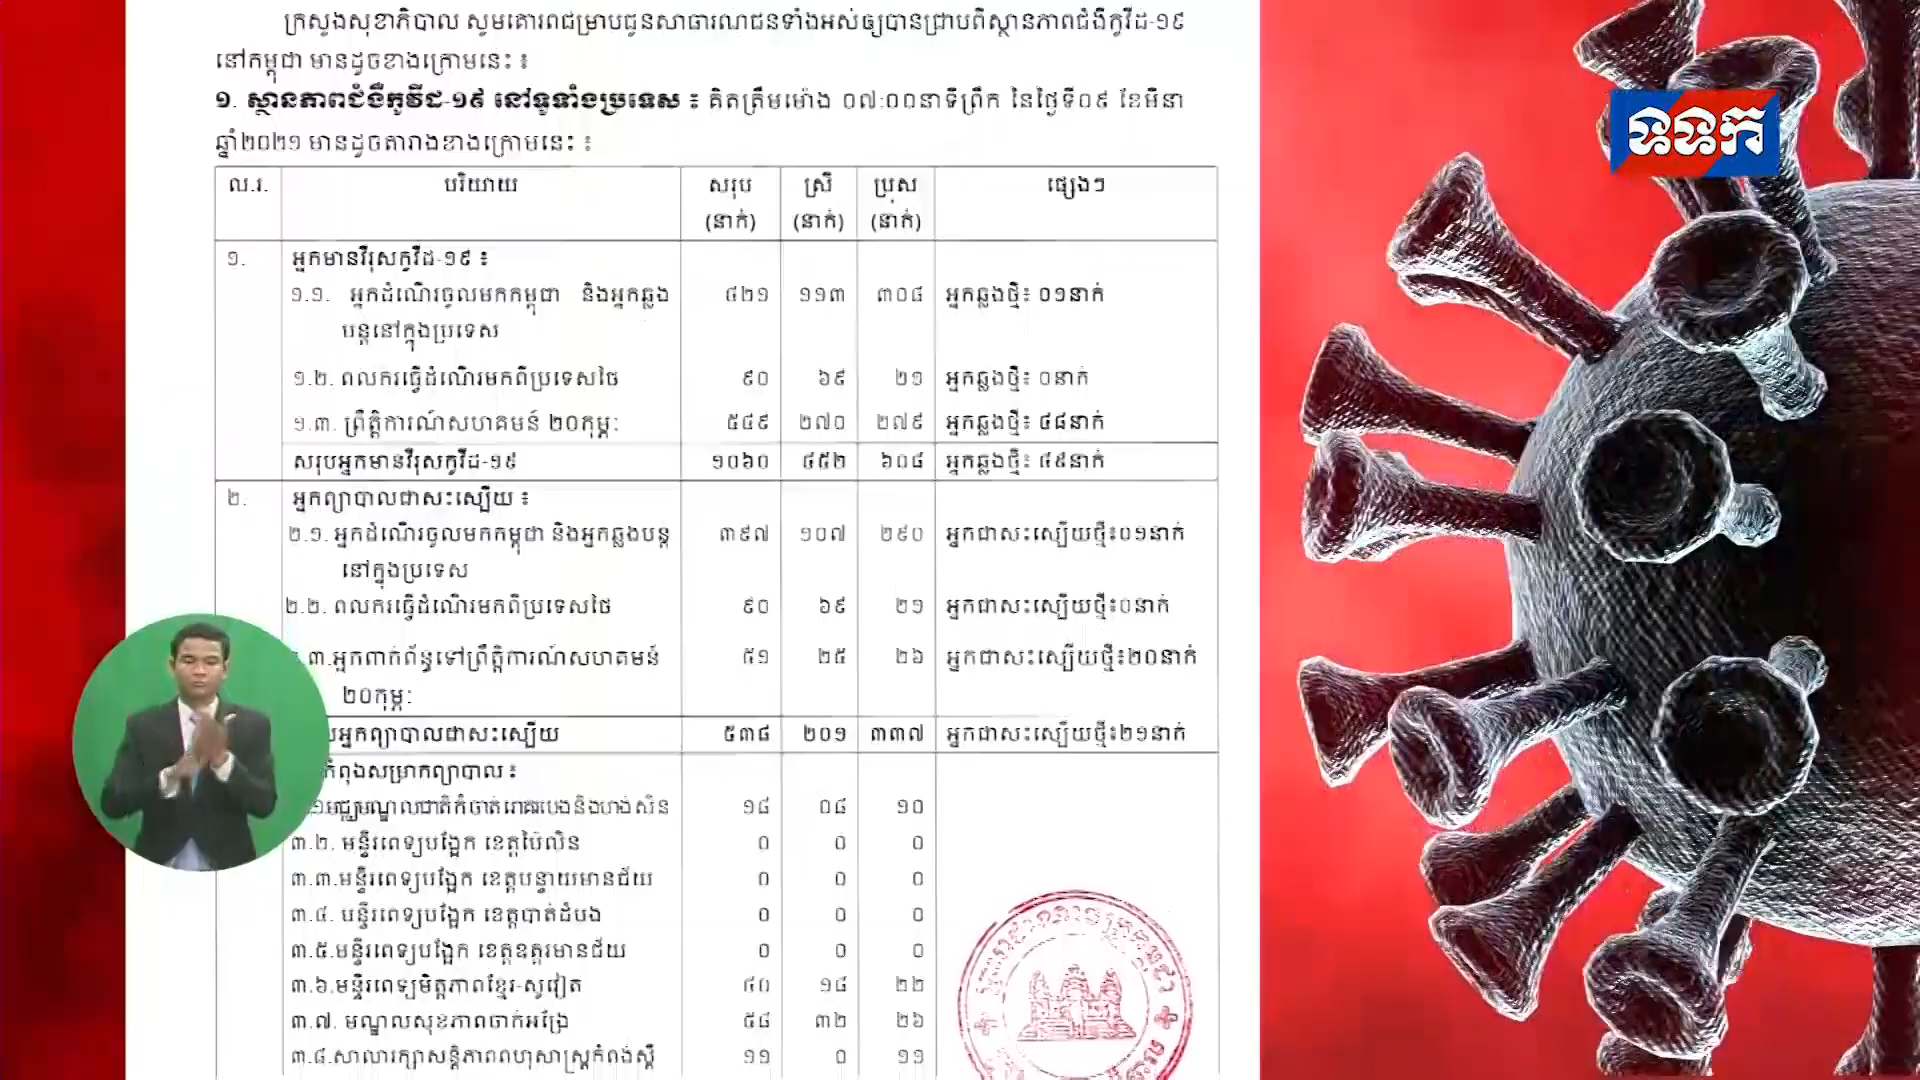 ក្រសួងសុខាភិបាល សូមគោរពជម្រាបជូនសាធារណជនទាំងអស់ឲ្យបានជ្រាបពីស្ថានភាពជំងឺកូវីដ-១៩
នៅកម្ពុជា មានដូចខាងក្រោមនេះ ៖
១. ស្ថានភាពជំងឺកូវីដ-១៩ នៅទូទាំងប្រទេស ៖ គិតត្រឹមម៉ោង ០៧:០០នាទីព្រឹក នៃថ្ងៃទី០៩ ខែមីនា
ឆ្នាំ២០២១ មានដូចតារាងខាងក្រោមនេះ ៖
ទទក
ល.រ. បរិយាយ សរុប (នាក់) ស្រី (នាក់) ប្រុស (នាក់) ផ្សេងៗ
១. អ្នកមានវីរុសកូវីដ-១៩ ៖
១.១. អ្នកដំណើរចូលមកកម្ពុជា និងអ្នកឆ្លង ៤២១ ១១៣ ៣០៨ អ្នកឆ្លងថ្មី៖ ០១នាក់
បន្តនៅក្នុងប្រទេស
១.២. ពលករធ្វើដំណើរមកពីប្រទេសថៃ ៩០ ៦៩ ២១ អ្នកឆ្លងថ្មី៖ ០នាក់
១.៣. ព្រឹត្តិការណ៍សហគមន៍ ២០កុម្ភៈ ៥៤៩ ២៧០ ២៧៩ អ្នកឆ្លងថ្មី៖ ៤៨នាក់
សរុបអ្នកមានវីរុសកូវីដ-១៩ ១០៦០ ៤៥២ ៦០៨ អ្នកឆ្លងថ្មី៖ ៤៩នាក់
២. អ្នកព្យាបាលជាសះស្បើយ ៖
២.១. អ្នកដំណើរចូលមកកម្ពុជា និងអ្នកឆ្លងបន្ត ៣៩៧ ១០៧ ២៩០ អ្នកជាសះស្បើយថ្មី៖០១នាក់
នៅក្នុងប្រទេស
២.២. ពលករធ្វើដំណើរមកពីប្រទេសថៃ ៩០ ៦៩ ២១ អ្នកជាសះស្បើយថ្មី៖០នាក់
.៣.អ្នកពាក់ព័ន្ធទៅព្រឹត្តិការណ៍សហគមន៍ ៥១ ២៥ ២៦ អ្នកជាសះស្បើយថ្មី៖២០នាក់
២០កុម្ភៈ
អ្នកព្យាបាលជាសះស្បើយ ៥៣៨ ២០១ ៣៣៧ អ្នកជាសះស្បើយថ្មី៖២១នាក់
កំពុងសម្រាកព្យាបាល ៖
.១មជ្ឈមណ្ឌលជាតិកំចាត់រោគរបេងនិងហង់សិន ១៨ ០៨ ១០
៣.២. មន្ទីរពេទ្យបង្អែក ខេត្តប៉ៃលិន ០ ០ ០
៣.៣.មន្ទីរពេទ្យបង្អែក ខេត្តបន្ទាយមានជ័យ ០ ០ ០
៣.៤. មន្ទីរពេទ្យបង្អែក ខេត្តបាត់ដំបង ០ ០ ០
៣.៥.មន្ទីរពេទ្យបង្អែក ខេត្តឧត្តរមានជ័យ ០ ០ ០
៣.៦.មន្ទីរពេទ្យមិត្តភាពខ្មែរ-សូវៀត ៤០ ១៨ ២២
៣.៧. មណ្ឌលសុខភាពចាក់អង្រែ ៥៨ ៣២ ២៦
៣.៨.សាលារក្សាសន្តិភាពពហុសាស្ត្រកំពង់ស្ពឺ ១១ ០ ១១